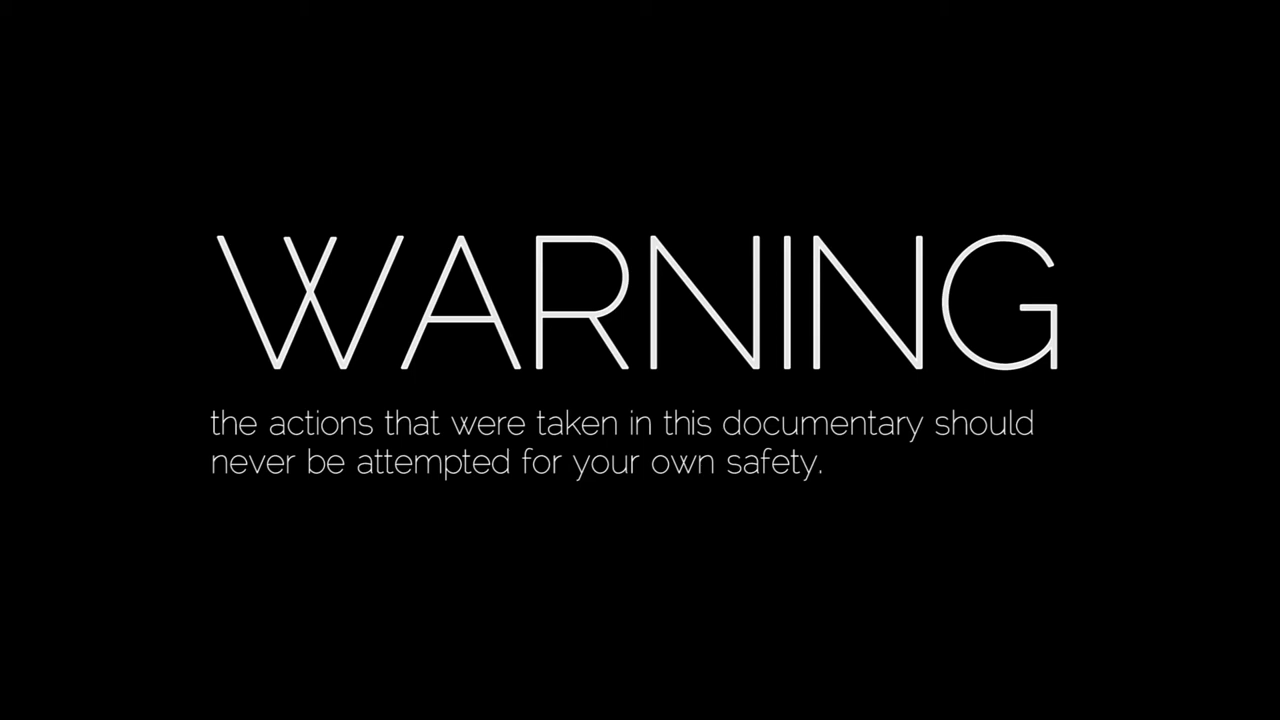 WARNING
the actions that were taken in this documentary should
never be attempted for your own safety.